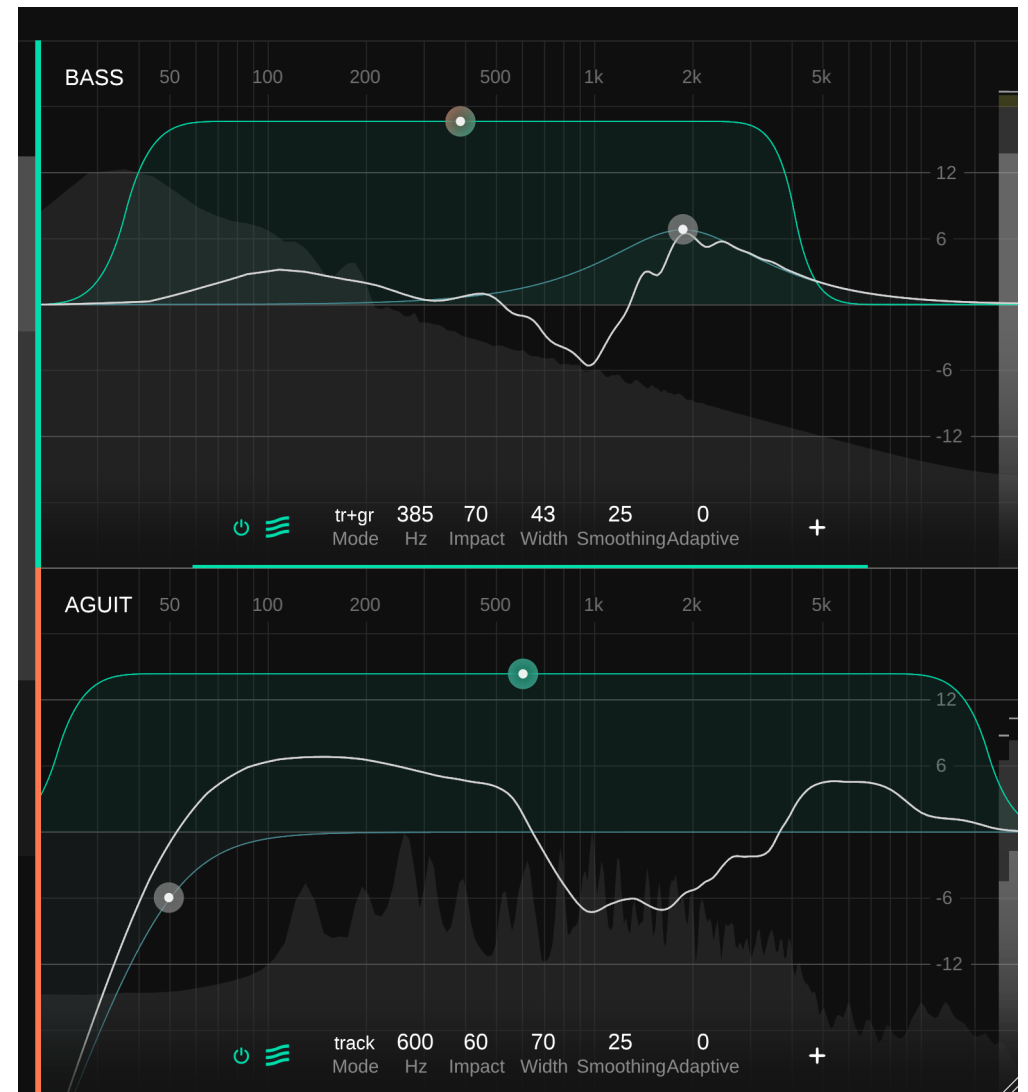 BASS 50 100 200 500 1k 2k 5k
12
6
-6
-12
tr+gr 385 70 43 25 0
Mode Hz Impact Width Smoothing Adaptive
AGUIT 50 100 200 500 1k 2k 5k
12
6
-6
-12
track 600 60 70 25 0
Mode Hz Impact Width Smoothing Adaptive